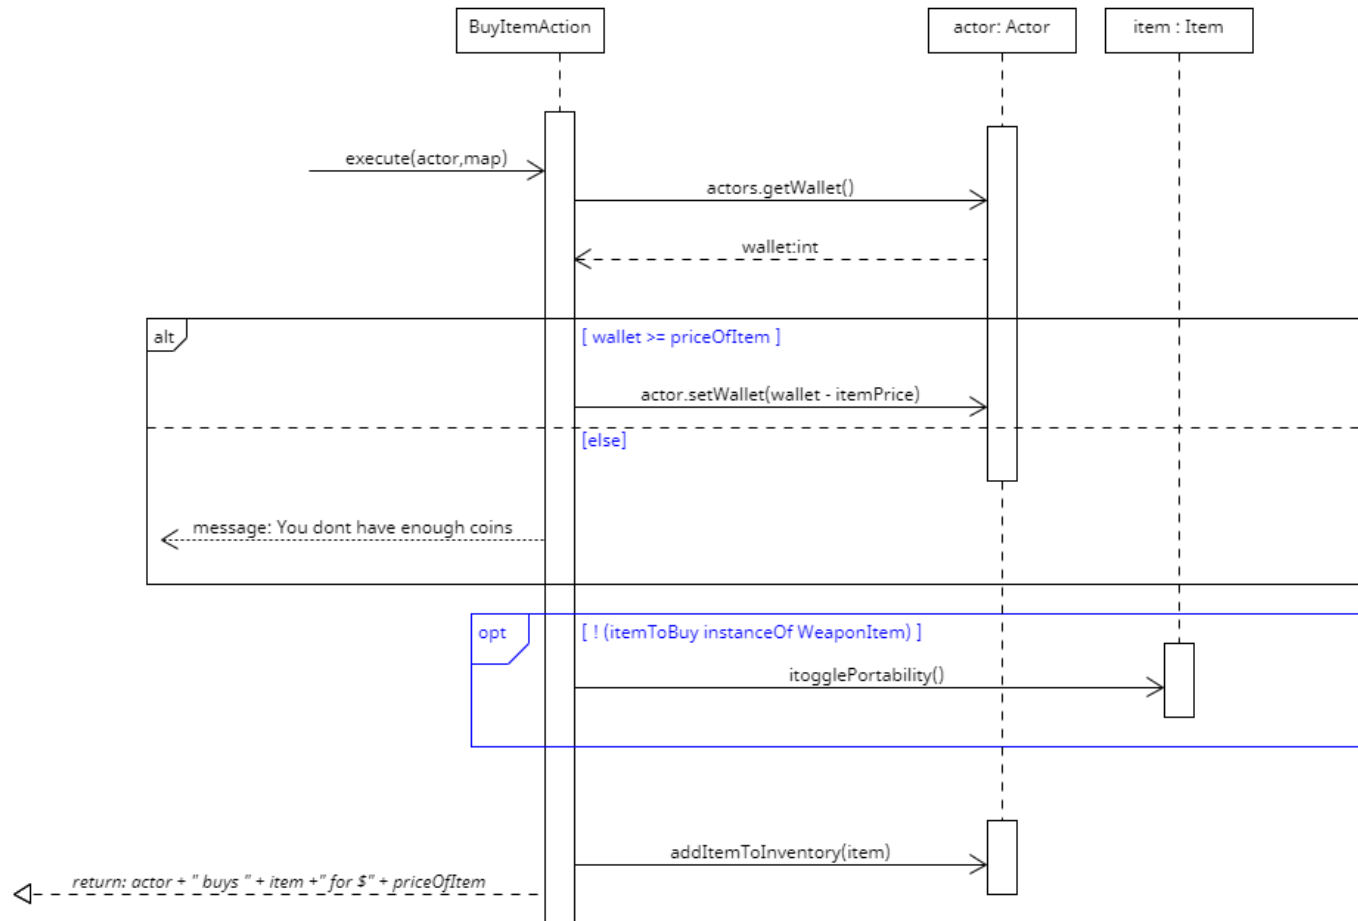 BuyItemAction
actor: Actor
item : Item
execute(actor,map)
actors.getWallet()
wallet:int
alt
[ wallet >= priceOfItem ]
actor.setWallet(wallet - itemPrice)
[else]
message: You dont have enough coins
opt
[ ! (itemToBuy instanceOf WeaponItem) ]
itogglePortability()
addItemToInventory(item)
return: actor + " buys " + item +" for $" + priceOfItem